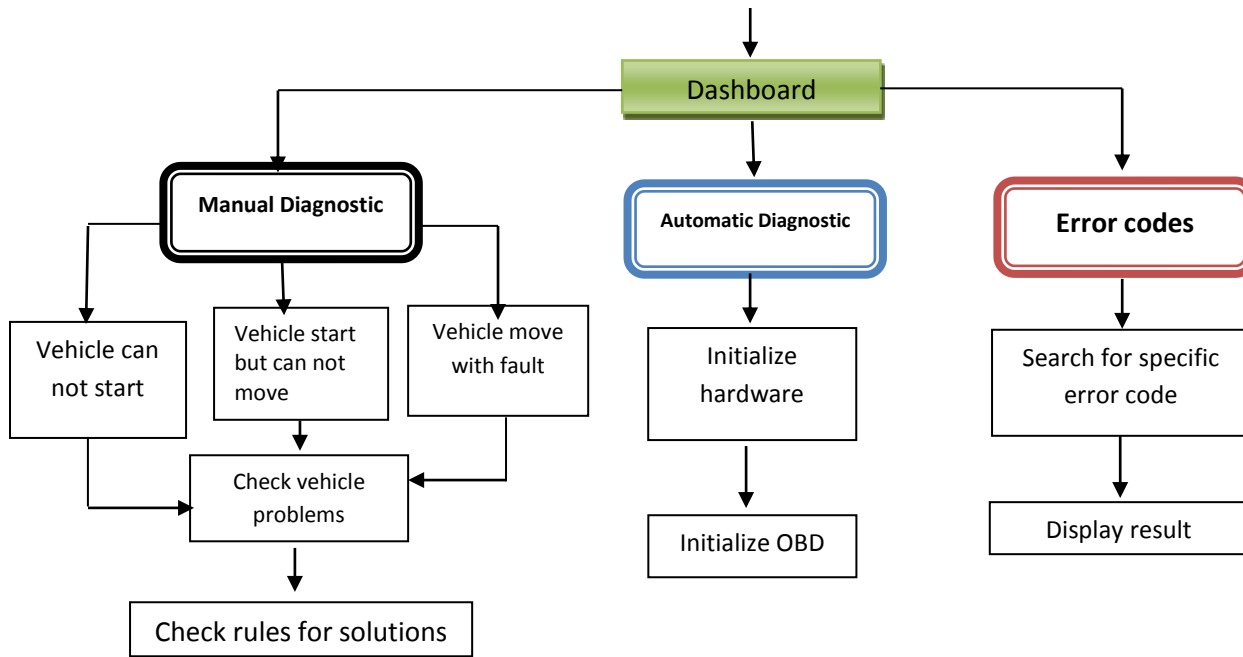 Dashboard
Manual Diagnostic
Automatic Diagnostic
Error codes
Vehicle can
not start
Vehicle start
but can not
move
Vehicle move
with fault
Initialize
hardware
Search for specific
error code
Check vehicle
problems
Initialize OBD
Display result
Check rules for solutions